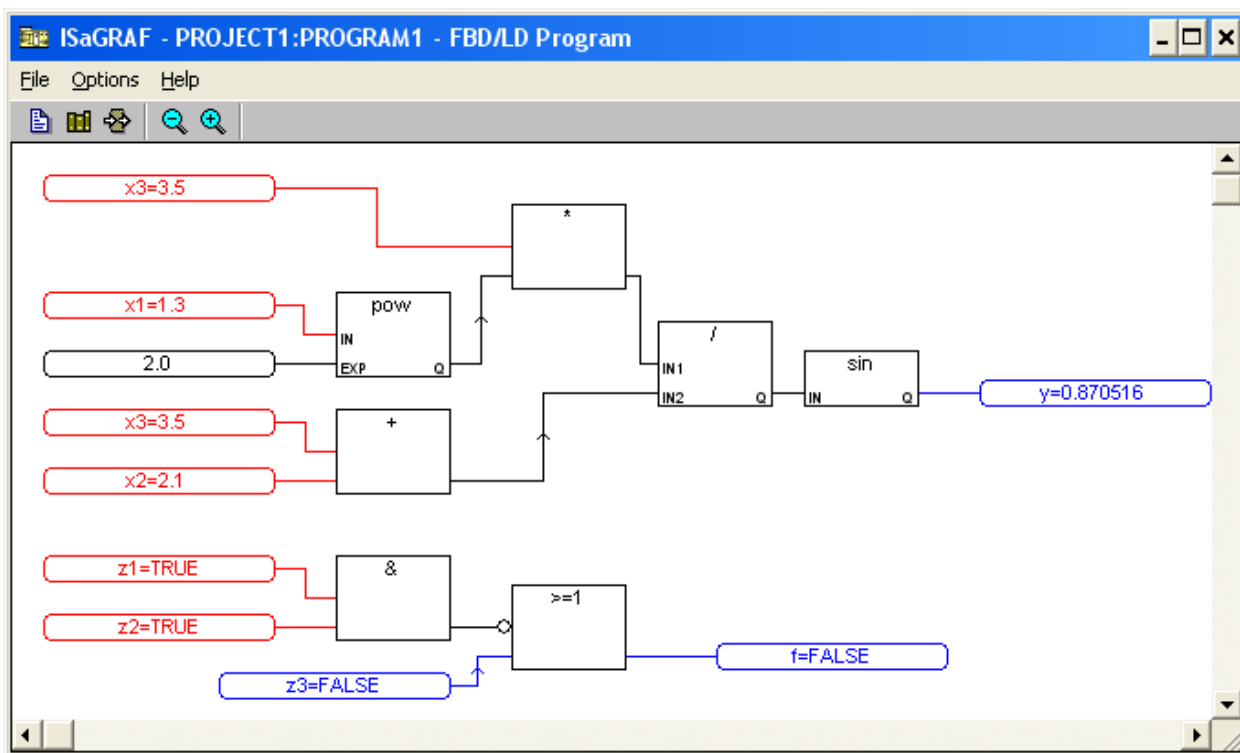 ISaGRAF - PROJECT1:PROGRAM1 - FBD/LD Program
File Options Help
x3=3.5
*
x1=1.3
pow
IN
2.0
EXP Q
/
IN1
IN2 Q
sin
IN Q
y=0.870516
x3=3.5
+
x2=2.1
z1=TRUE
&
z2=TRUE
>=1
z3=FALSE
f=FALSE